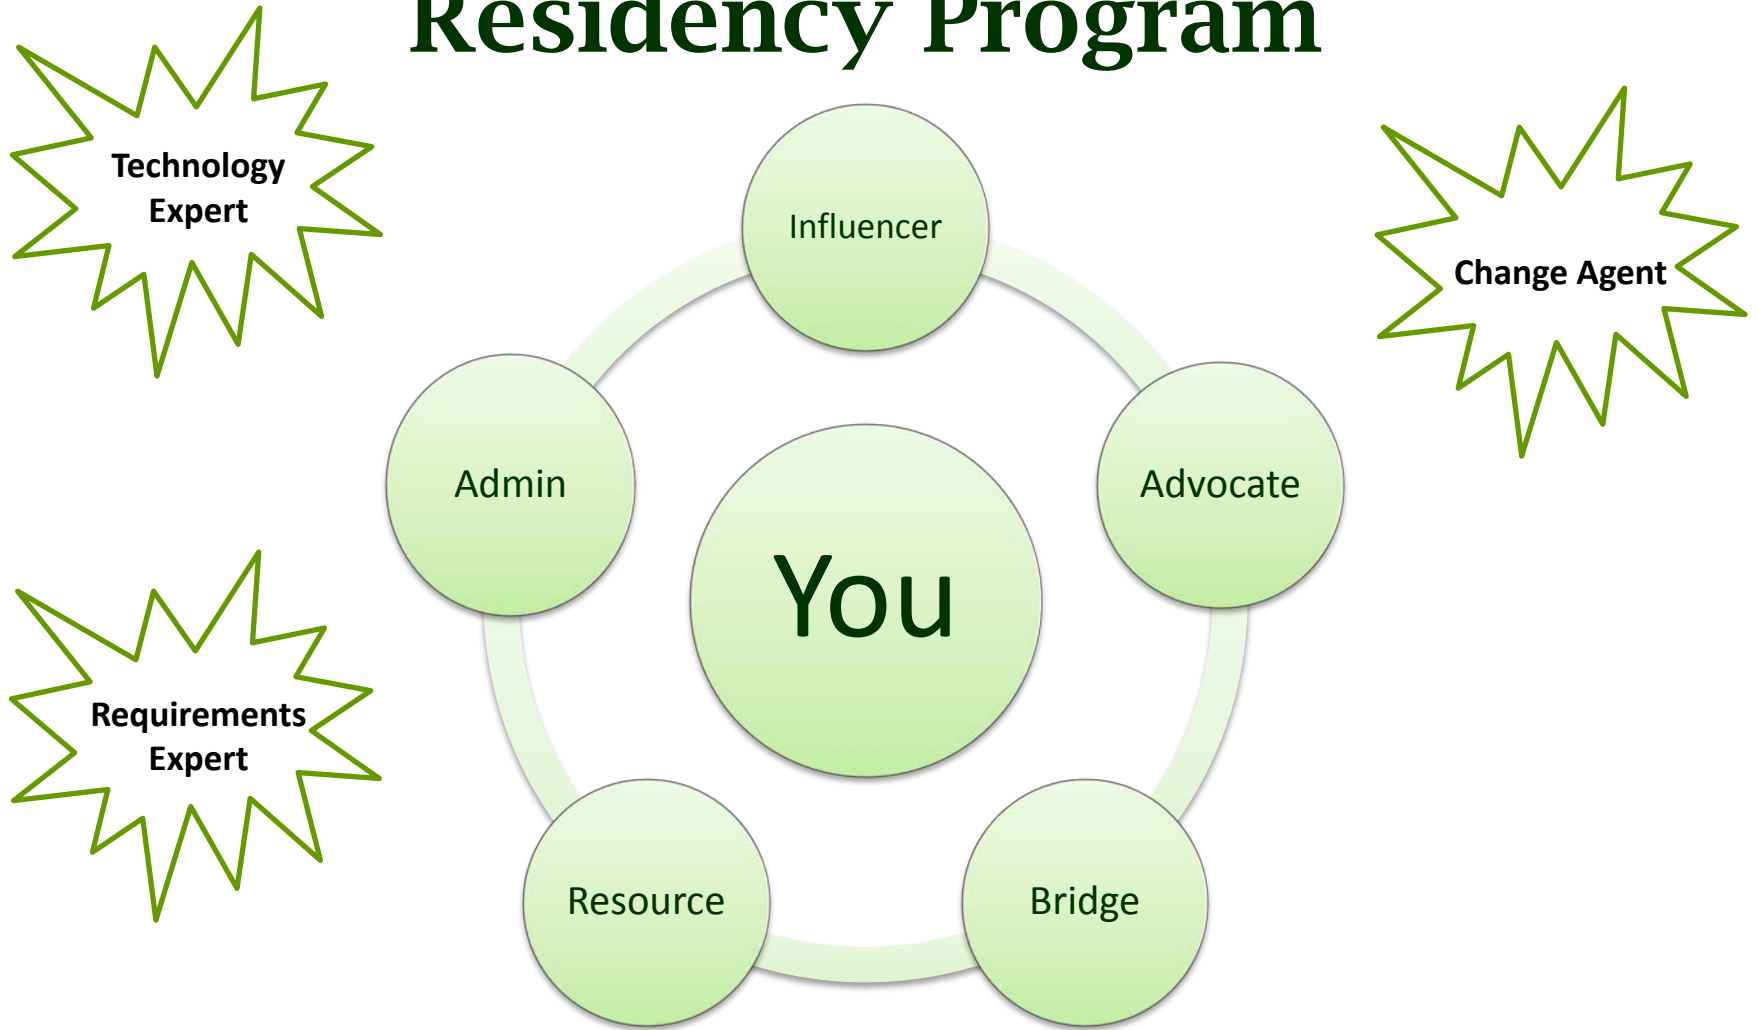 Residency Program
Technology
Expert
Influencer
Change Agent
Admin
Advocate
You
Requirements
Expert
Resource
Bridge